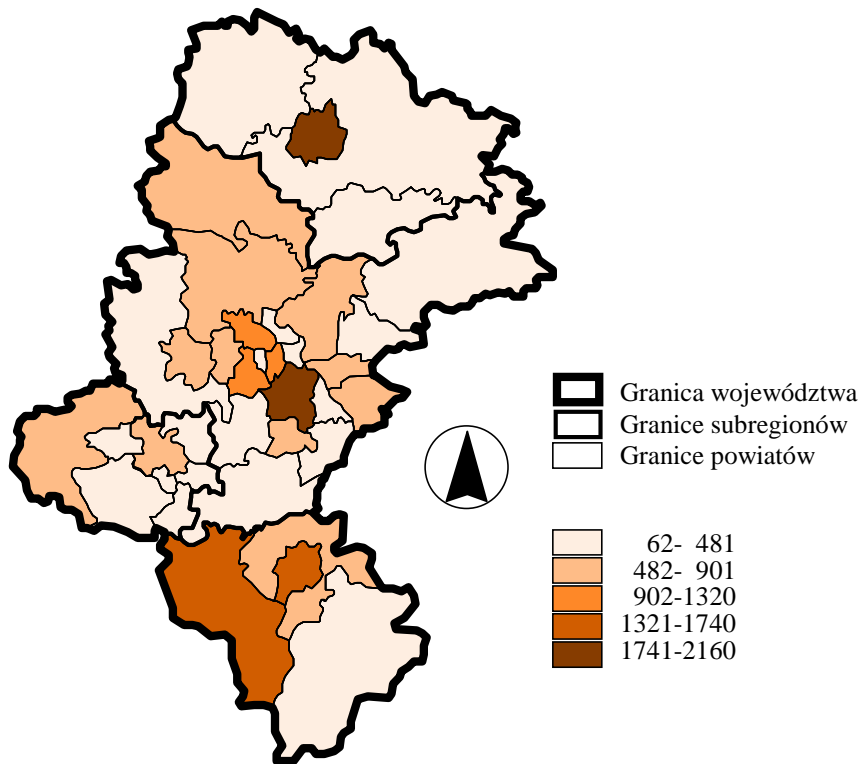 Granica województwa
Granice subregionów
Granice powiatów
62- 481
482- 901
902-1320
1321-1740
1741-2160